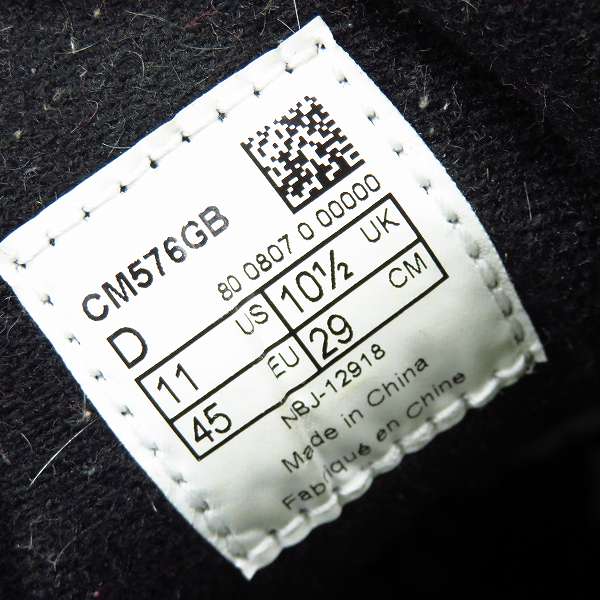 CM576GB
D 80 0807 0 00000
11 US 10½ UK
45 EU 29 CM
NBJ-12918
Made in China
Fabriqué en Chine